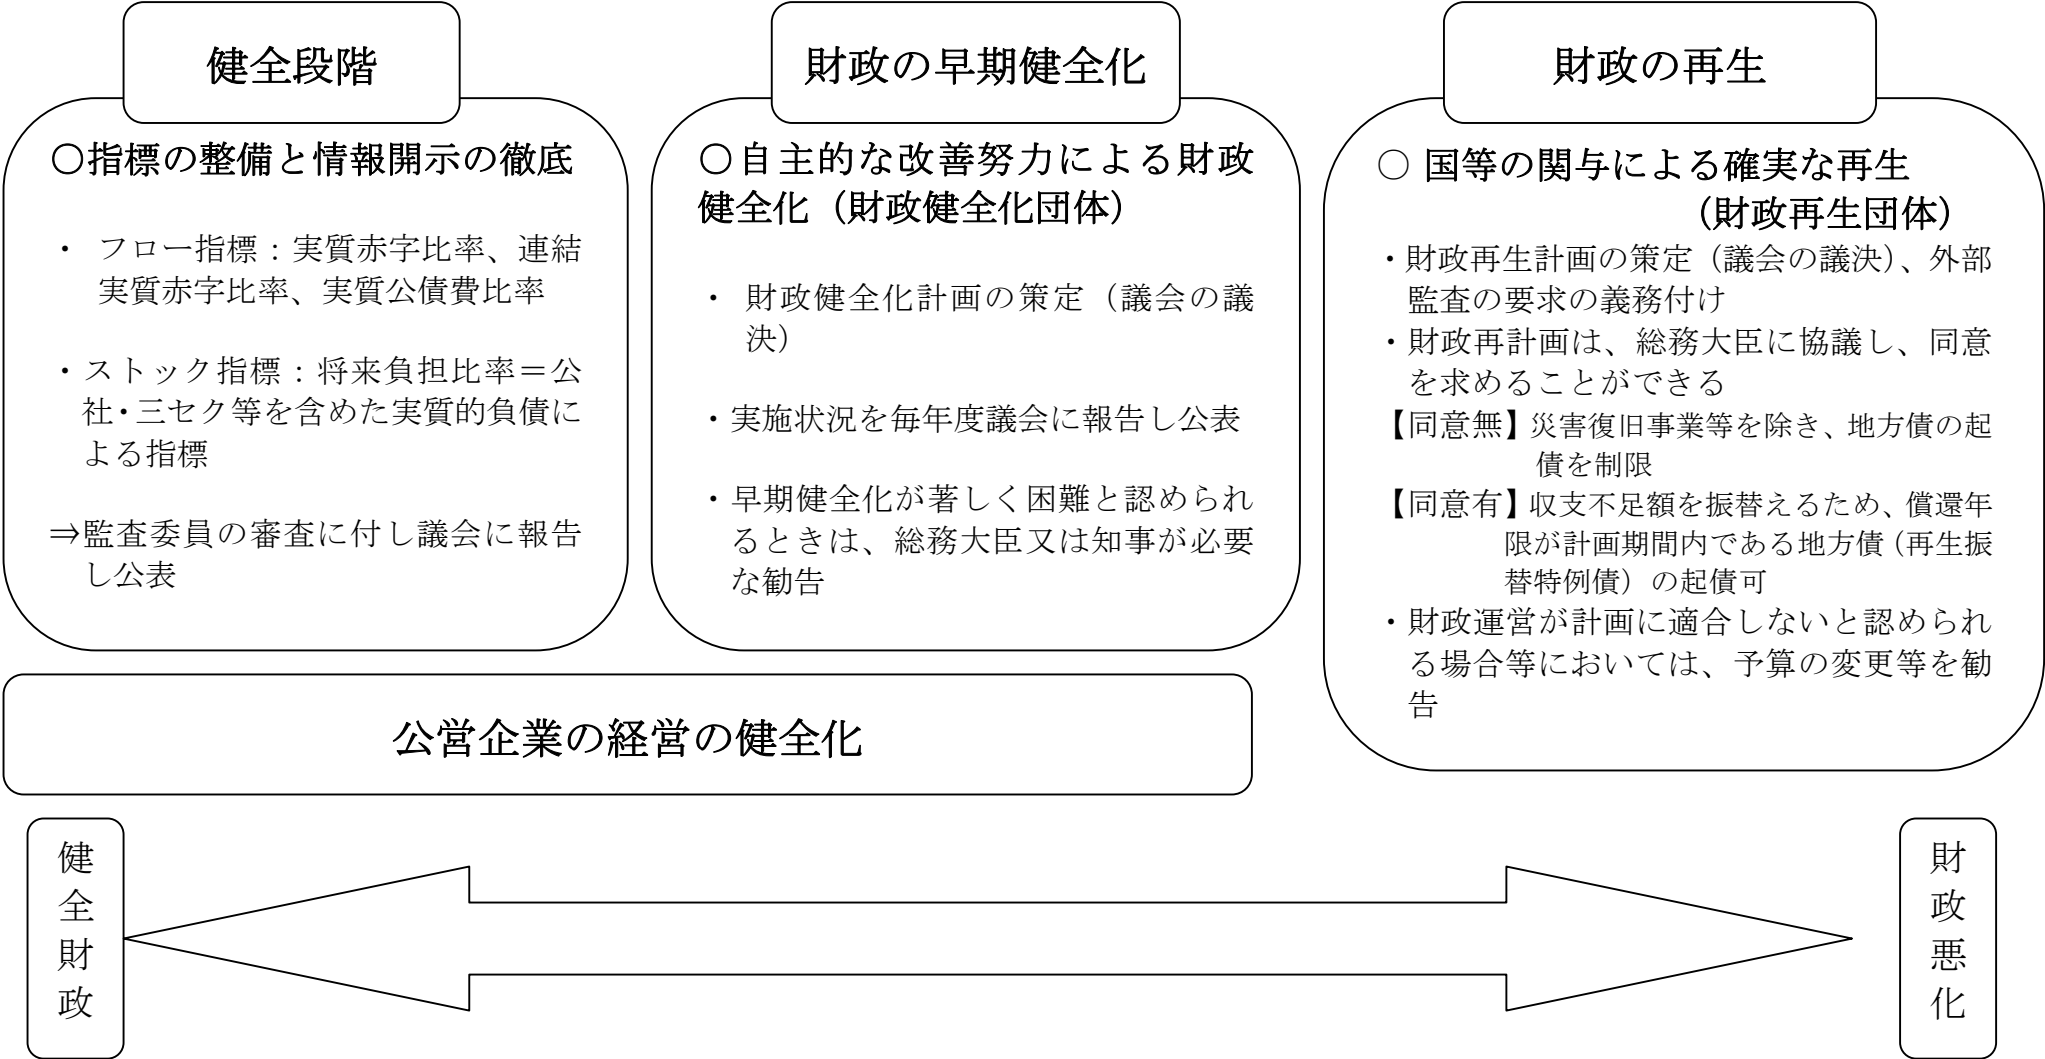 健全段階
〇指標の整備と情報開示の徹底
・ フロー指標：実質赤字比率、連結
実質赤字比率、実質公債費比率
・ストック指標：将来負担比率＝公
社・三セク等を含めた実質的負債に
よる指標
⇒監査委員の審査に付し議会に報告
し公表
財政の早期健全化
〇自主的な改善努力による財政
健全化（財政健全化団体）
・ 財政健全化計画の策定（議会の議
決）
・実施状況を毎年度議会に報告し公表
・早期健全化が著しく困難と認められ
るときは、総務大臣又は知事が必要
な勧告
財政の再生
〇 国等の関与による確実な再生
（財政再生団体）
・財政再生計画の策定（議会の議決）、外部
監査の要求の義務付け
・財政再計画は、総務大臣に協議し、同意
を求めることができる
【同意無】災害復旧事業等を除き、地方債の起
債を制限
【同意有】収支不足額を振替えるため、償還年
限が計画期間内である地方債（再生振
替特例債）の起債可
・財政運営が計画に適合しないと認められ
る場合等においては、予算の変更等を勧
告
公営企業の経営の健全化
健全財政
財政悪化